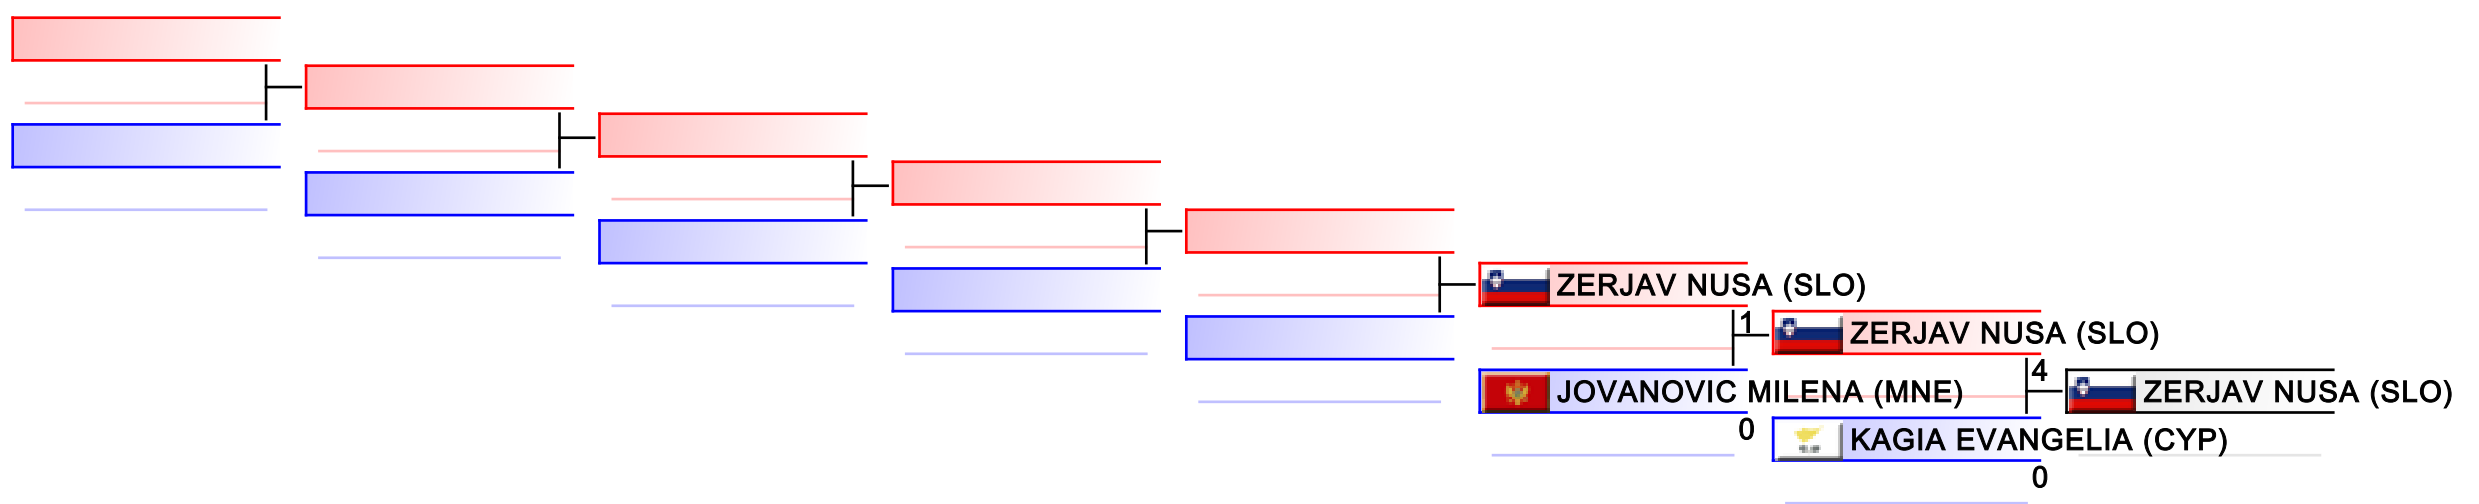 ZERJAV NUSA (SLO)
1
ZERJAV NUSA (SLO)
JOVANOVIC MILENA (MNE)
0
4
ZERJAV NUSA (SLO)
KAGIA EVANGELIA (CYP)
0